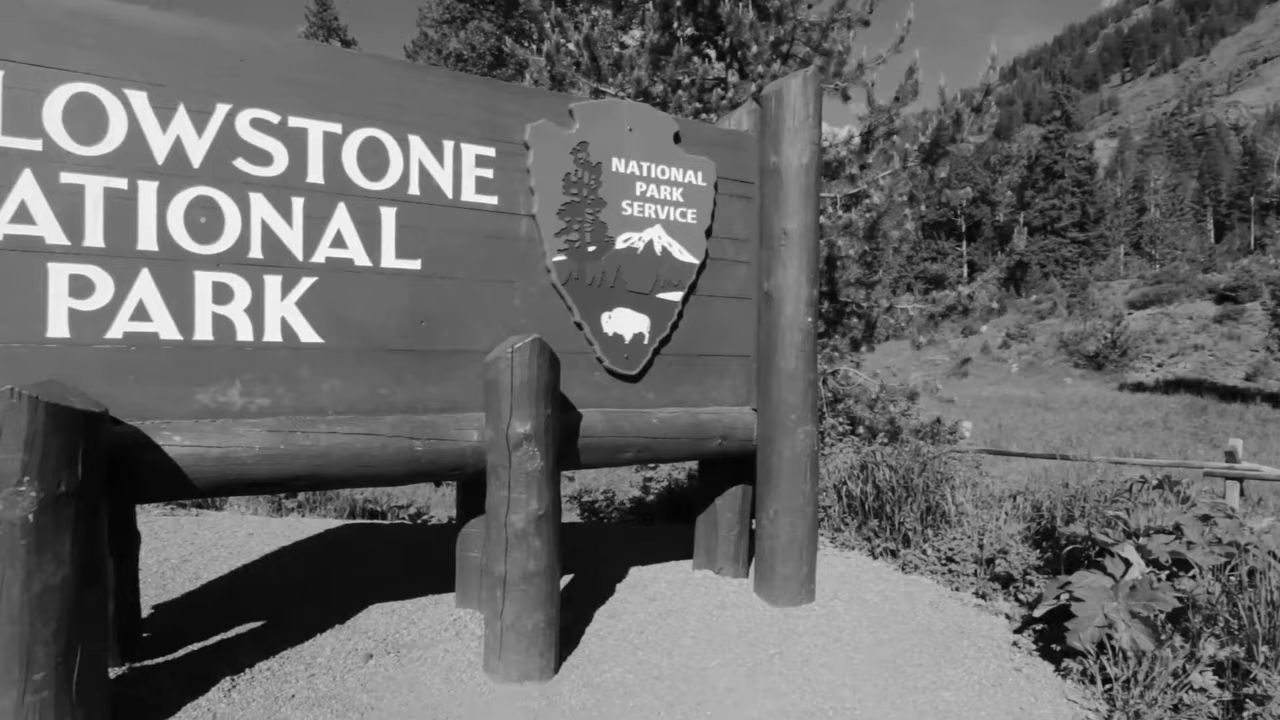 LOWSTONE
ATIONAL
PARK
NATIONAL
PARK
SERVICE